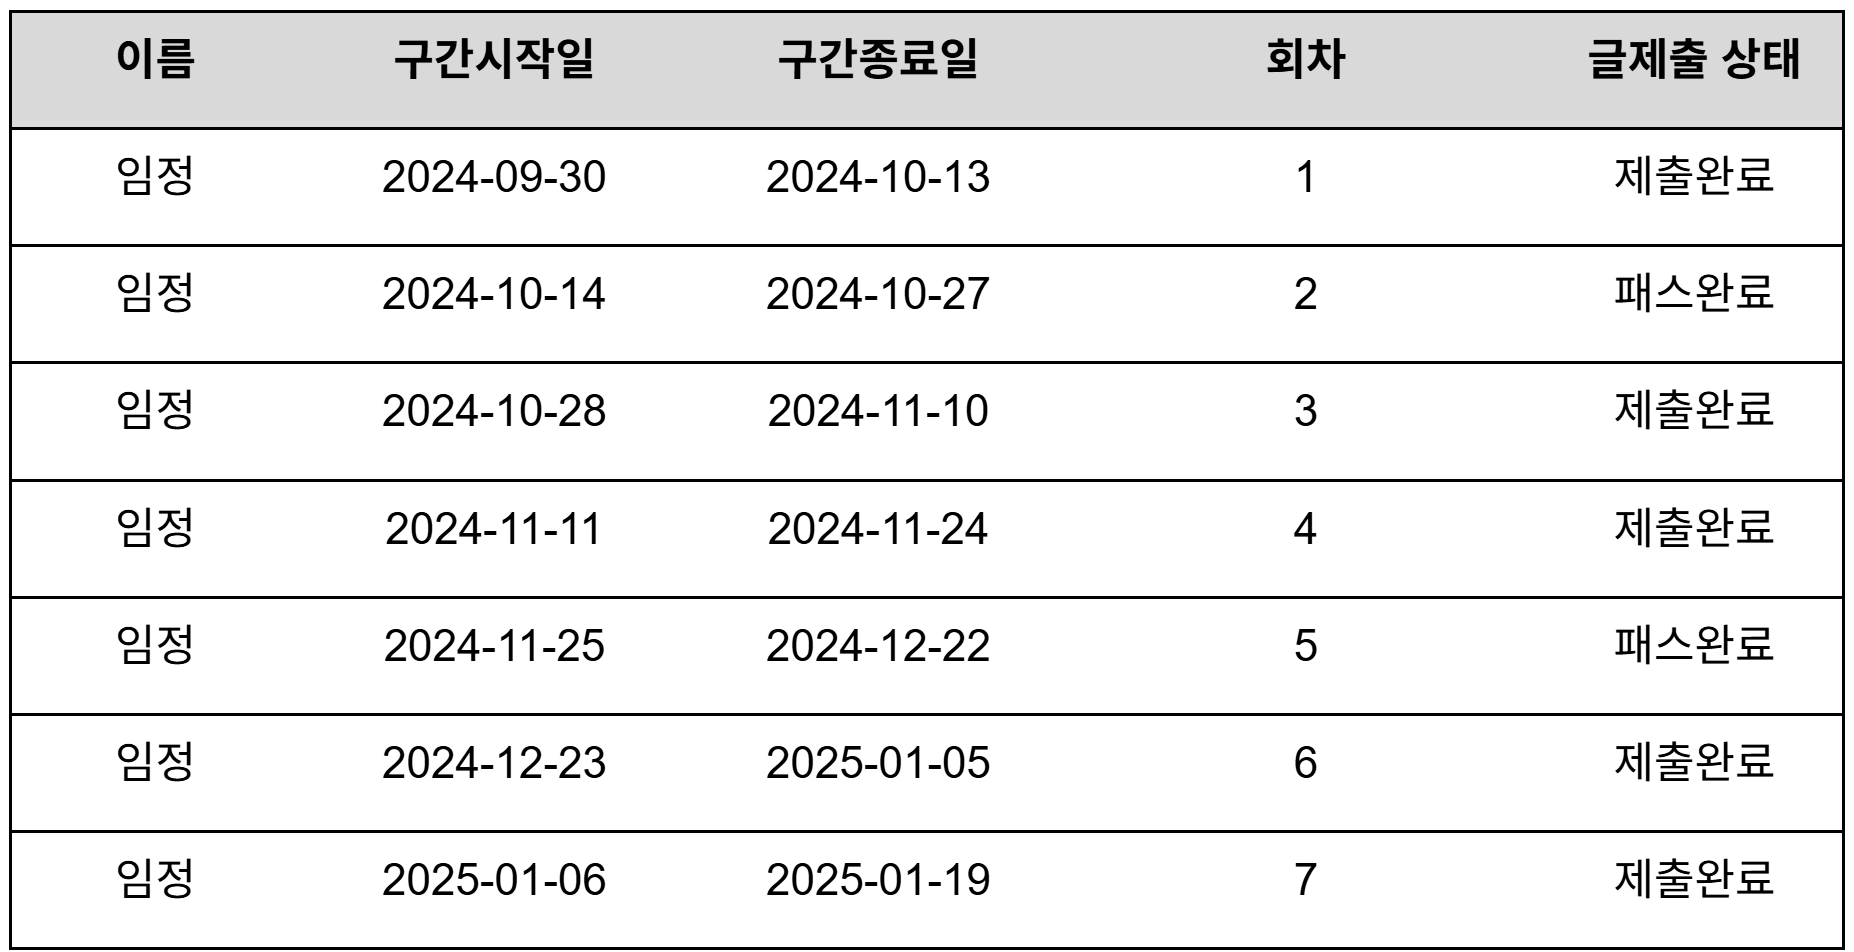 이름 구간시작일 구간종료일 회차 글제출 상태
임정 2024-09-30 2024-10-13 1 제출완료
임정 2024-10-14 2024-10-27 2 패스완료
임정 2024-10-28 2024-11-10 3 제출완료
임정 2024-11-11 2024-11-24 4 제출완료
임정 2024-11-25 2024-12-22 5 패스완료
임정 2024-12-23 2025-01-05 6 제출완료
임정 2025-01-06 2025-01-19 7 제출완료